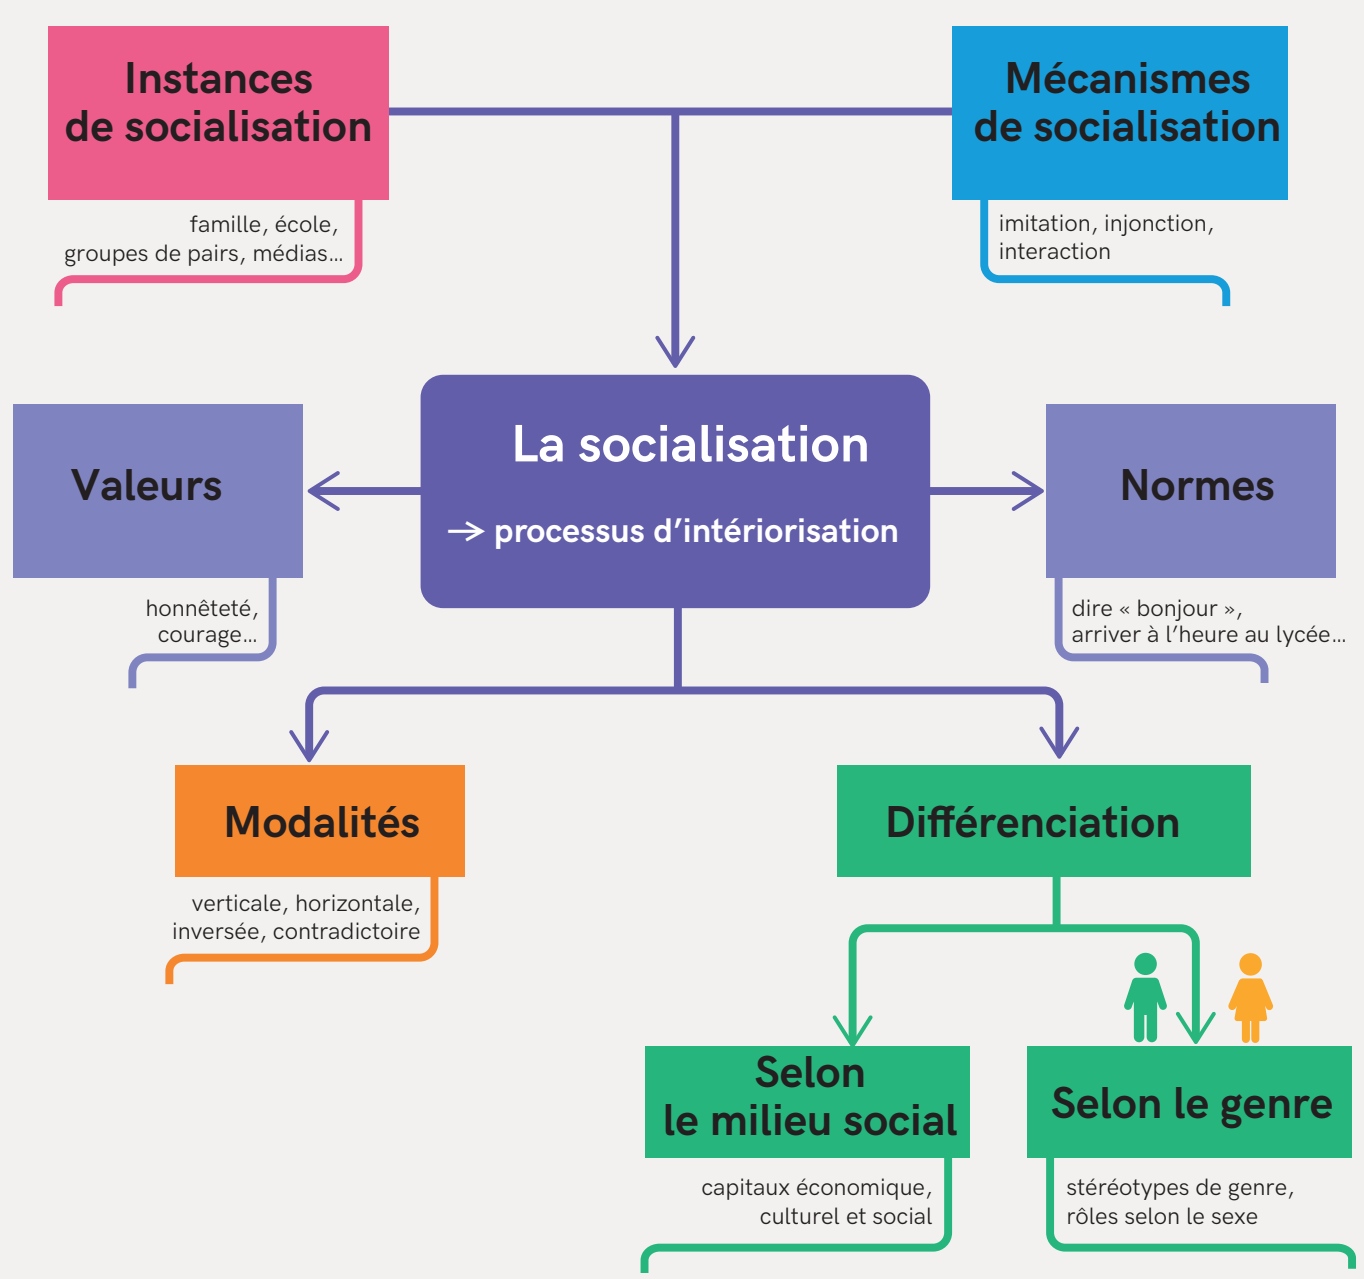 Instances
de socialisation
famille, école,
groupes de pairs, médias...
Mécanismes
de socialisation
imitation, injonction,
interaction
La socialisation
→ processus d’intériorisation
Valeurs
honnêteté,
courage...
Normes
dire « bonjour »,
arriver à l’heure au lycée...
Modalités
verticale, horizontale,
inversée, contradictoire
Différenciation
Selon
le milieu social
capitaux économique,
culturel et social
Selon le genre
stéréotypes de genre,
rôles selon le sexe